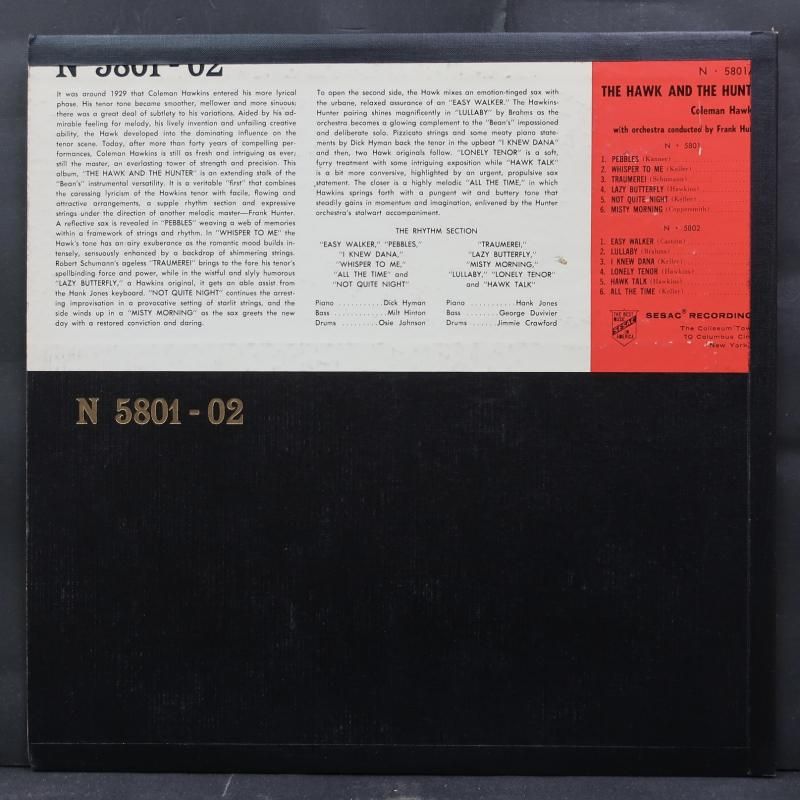 N 5801-02
It was around 1929 that Coleman Hawkins entered his more lyrical
phase. His tenor tone became smoother, mellower and more sinuous;
there was a great deal of subtlety to his variations. Aided by his ad-
mirable feeling for melody, his lively invention and unfailing creative
ability, the Hawk developed into the dominating influence on the
tenor scene. Today, after more than forty years of compelling per-
formances, Coleman Hawkins is still as fresh and intriguing as ever;
still the master, an everlasting tower of strength and precision. This
album, "THE HAWK AND THE HUNTER" is an extending stalk of the
"Bean's" instrumental versatility. It is a veritable "first" that combines
the caressing lyricism of the Hawkins tenor with facile, flowing and
attractive arrangements, a supple rhythm section and expressive
strings under the direction of another melodic master—Frank Hunter.
A reflective sax is revealed in "PEBBLES" weaving a web of memories
within a framework of strings and rhythm. In "WHISPER TO ME" the
Hawk's tone has an airy exuberance as the romantic mood builds in-
tensely, sensuously enhanced by a backdrop of shimmering strings.
Robert Schumann's ageless "TRAUMEREI" brings to the fore his tenor's
spellbinding force and power, while in the wistful and slyly humorous
"LAZY BUTTERFLY," a Hawkins original, it gets an able assist from
the Hank Jones keyboard. "NOT QUITE NIGHT" continues the arrest-
ing improvisation in a provocative setting of starlit strings, and the
side winds up in a "MISTY MORNING" as the sax greets the new
day with a restored conviction and daring.
To open the second side, the Hawk mixes an emotion-tinged sax with
the urbane, relaxed assurance of an "EASY WALKER." The Hawkins-
Hunter pairing shines magnificently in "LULLABY" by Brahms as the
orchestra becomes a glowing complement to the "Bean's" impassioned
and deliberate solo. Pizzicato strings and some meaty piano state-
ments by Dick Hyman back the tenor in the upbeat "I KNEW DANA"
and then, two Hawk originals follow. "LONELY TENOR" is a soft,
furry treatment with some intriguing exposition while "HAWK TALK"
is a bit more conversive, highlighted by an urgent, propulsive sax
statement. The closer is a highly melodic "ALL THE TIME," in which
Hawkins springs forth with a pungent wit and buttery tone that
steadily gains in momentum and imagination, enlivened by the Hunter
orchestra's stalwart accompaniment.
THE RHYTHM SECTION
"EASY WALKER," "PEBBLES,"
"I KNEW DANA,"
"WHISPER TO ME,"
"ALL THE TIME" and
"NOT QUITE NIGHT"
Piano ............Dick Hyman
Bass ..............Milt Hinton
Drums ...........Osie Johnson
"TRAUMEREI,"
"LAZY BUTTERFLY,"
"MISTY MORNING,"
"LULLABY," "LONELY TENOR"
and "HAWK TALK"
Piano ............Hank Jones
Bass .........George Duvivier
Drums .......Jimmie Crawford
N · 5801/
THE HAWK AND THE HUNT
Coleman Hawk
with orchestra conducted by Frank Hu
N · 5801
1. PEBBLES (Kanner)
2. WHISPER TO ME (Keller)
3. TRAUMEREI (Schumann)
4. LAZY BUTTERFLY (Hawkins)
5. NOT QUITE NIGHT (Keller)
6. MISTY MORNING (Coppersmith)
N · 5802
1. EASY WALKER
2. LULLABY (Brahms)
3. I KNEW DANA (Keller)
4. LONELY TENOR (Hawkins)
5. HAWK TALK (Hawkins)
6. ALL THE TIME (Keller)
THE BEST
MUSIC
SESAC
IN
AMERICA
SESAC® RECORDING
The Coliseum Tow
10 Columbus Circ
New York,
N 5801-02